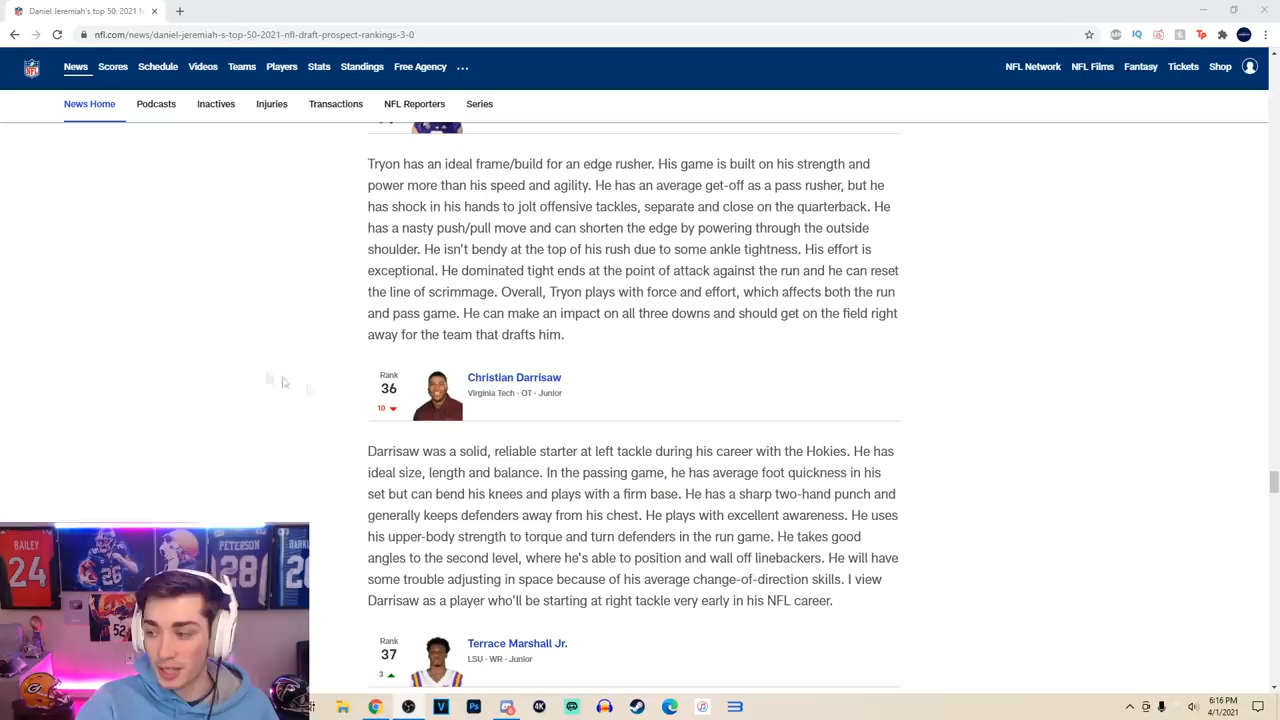 Daniel Jeremiah's top 50: 2021 N
nfl.com/news/daniel-jeremiah-s-top-50-2021-nfl-draft-prospect-rankings-3-0
News Scores Schedule Videos Teams Players Stats Standings Free Agency ...
NFL Network NFL Films Fantasy Tickets Shop
News Home Podcasts Inactives Injuries Transactions NFL Reporters Series
Tryon has an ideal frame/build for an edge rusher. His game is built on his strength and
power more than his speed and agility. He has an average get-off as a pass rusher, but he
has shock in his hands to jolt offensive tackles, separate and close on the quarterback. He
has a nasty push/pull move and can shorten the edge by powering through the outside
shoulder. He isn't bendy at the top of his rush due to some ankle tightness. His effort is
exceptional. He dominated tight ends at the point of attack against the run and he can reset
the line of scrimmage. Overall, Tryon plays with force and effort, which affects both the run
and pass game. He can make an impact on all three downs and should get on the field right
away for the team that drafts him.
Rank
36
10
Christian Darrisaw
Virginia Tech · OT · Junior
Darrisaw was a solid, reliable starter at left tackle during his career with the Hokies. He has
ideal size, length and balance. In the passing game, he has average foot quickness in his
set but can bend his knees and plays with a firm base. He has a sharp two-hand punch and
generally keeps defenders away from his chest. He plays with excellent awareness. He uses
his upper-body strength to torque and turn defenders in the run game. He takes good
angles to the second level, where he's able to position and wall off linebackers. He will have
some trouble adjusting in space because of his average change-of-direction skills. I view
Darrisaw as a player who'll be starting at right tackle very early in his NFL career.
Rank
37
3
Terrace Marshall Jr.
LSU · WR · Junior
BAILEY
24
26
PETERSON
28
52
6:16 PM
4/1/2021